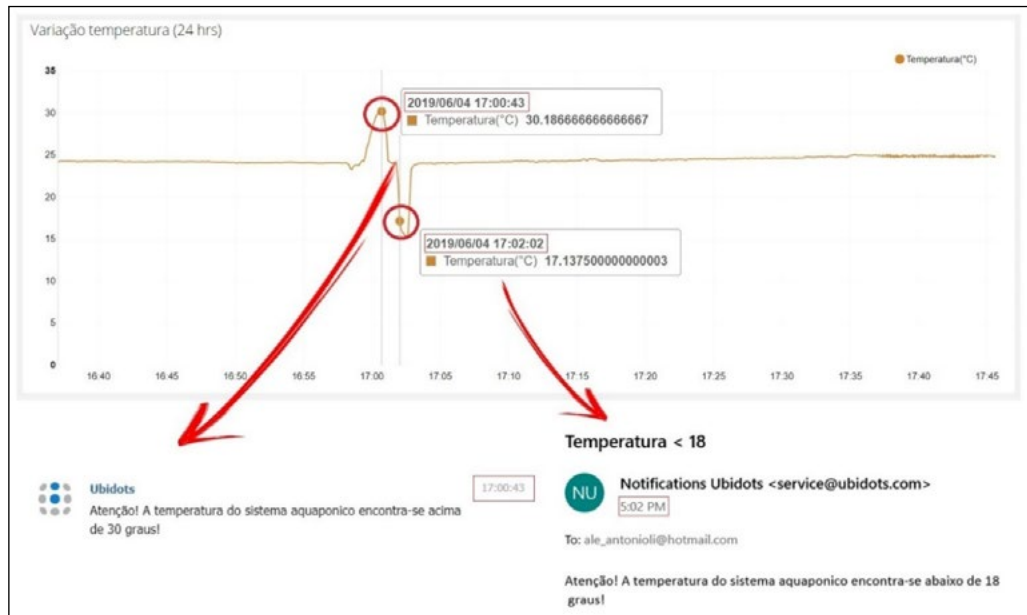 Variação temperatura (24 hrs)
Temperatura(°C)
35
30
25
20
15
10
5
0
2019/06/04 17:00:43
Temperatura(°C) 30.186666666666667
2019/06/04 17:02:02
Temperatura(°C) 17.137500000000003
16:40 16:45 16:50 16:55 17:00 17:05 17:10 17:15 17:20 17:25 17:30 17:35 17:40 17:45
Ubidots
17:00:43
Atenção! A temperatura do sistema aquaponico encontra-se acima
de 30 graus!
Temperatura < 18
NU
Notifications Ubidots <service@ubidots.com>
5:02 PM
To: ale_antonioli@hotmail.com
Atenção! A temperatura do sistema aquaponico encontra-se abaixo de 18
graus!